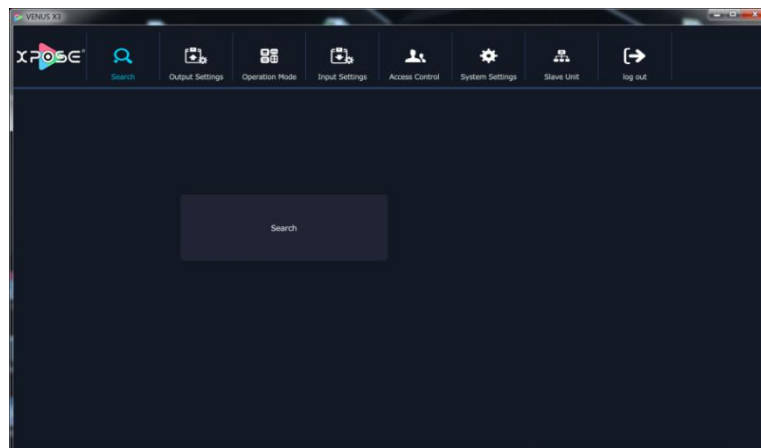 VENUS X3
XPOSE
Search
Output Settings
Operation Mode
Input Settings
Access Control
System Settings
Slave Unit
log out
Search